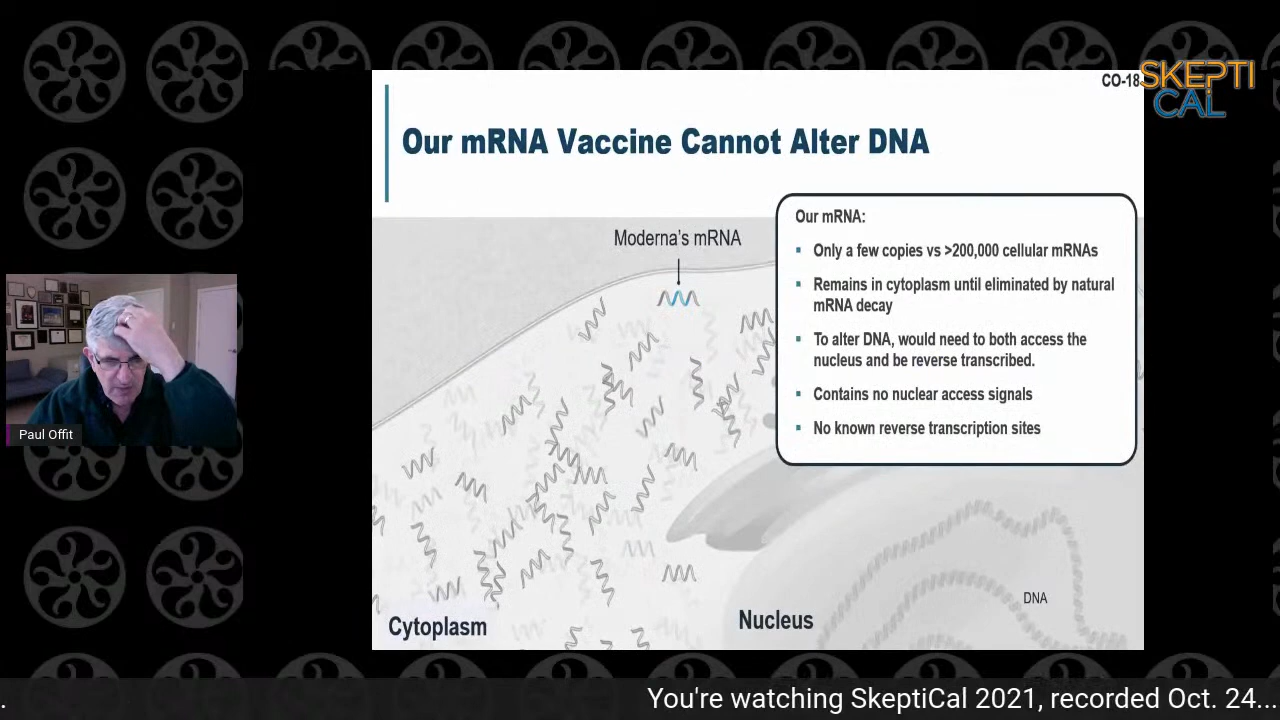 CO-18
SKEPTI
CAL
Our mRNA Vaccine Cannot Alter DNA
Moderna's mRNA
Our mRNA:
▪ Only a few copies vs >200,000 cellular mRNAs
▪ Remains in cytoplasm until eliminated by natural
mRNA decay
▪ To alter DNA, would need to both access the
nucleus and be reverse transcribed.
▪ Contains no nuclear access signals
▪ No known reverse transcription sites
Paul Offit
DNA
Cytoplasm
Nucleus
. You're watching SkeptiCal 2021, recorded Oct. 24...